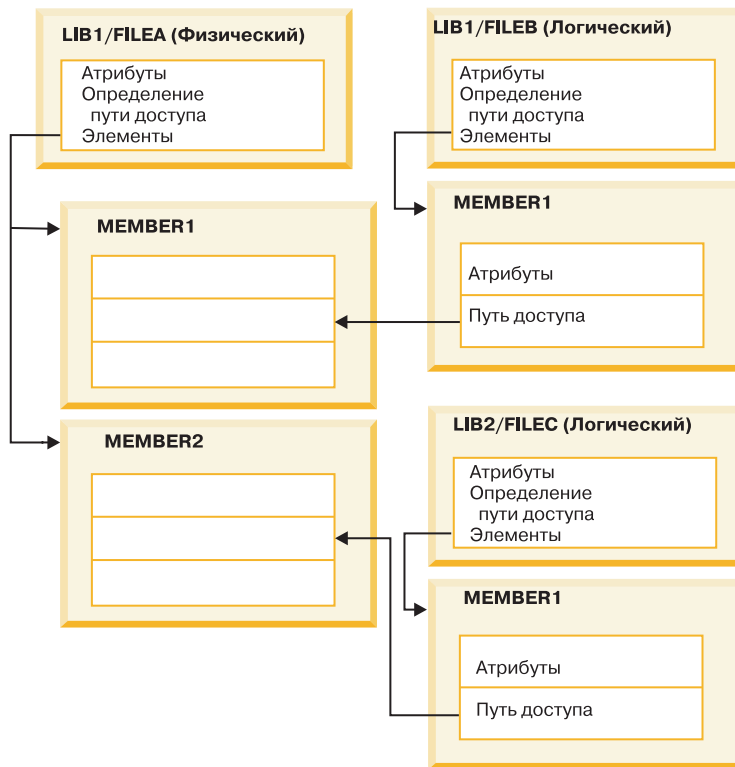 LIB1/FILEA (Физический)
Атрибуты
Определение
пути доступа
Элементы
MEMBER1
MEMBER2
LIB1/FILEB (Логический)
Атрибуты
Определение
пути доступа
Элементы
MEMBER1
Атрибуты
Путь доступа
LIB2/FILEC (Логический)
Атрибуты
Определение
пути доступа
Элементы
MEMBER1
Атрибуты
Путь доступа